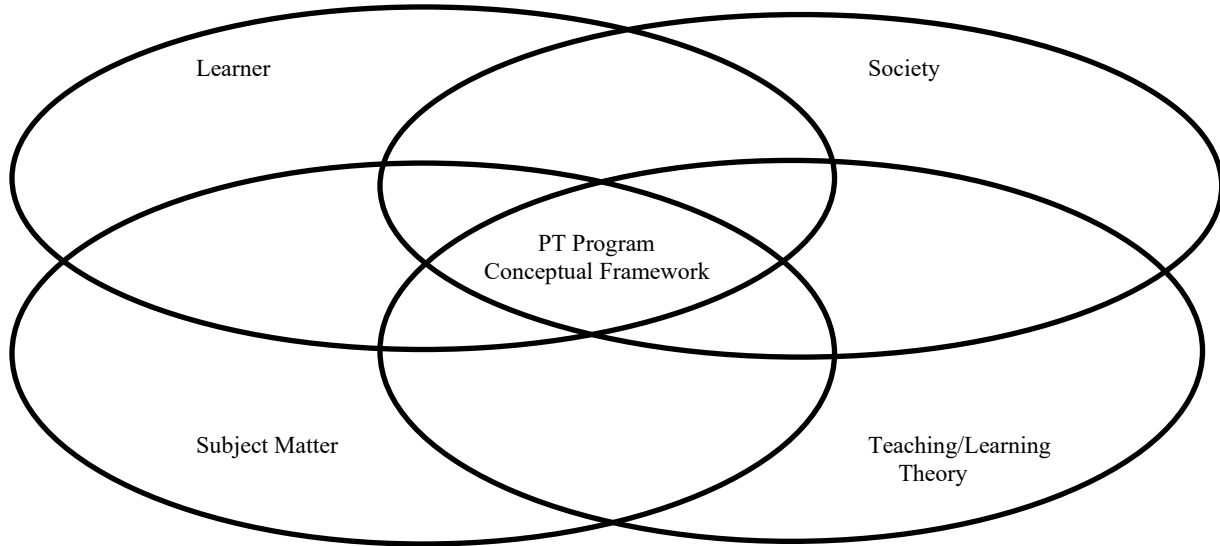 Learner
Society
PT Program
Conceptual Framework
Subject Matter
Teaching/Learning
Theory